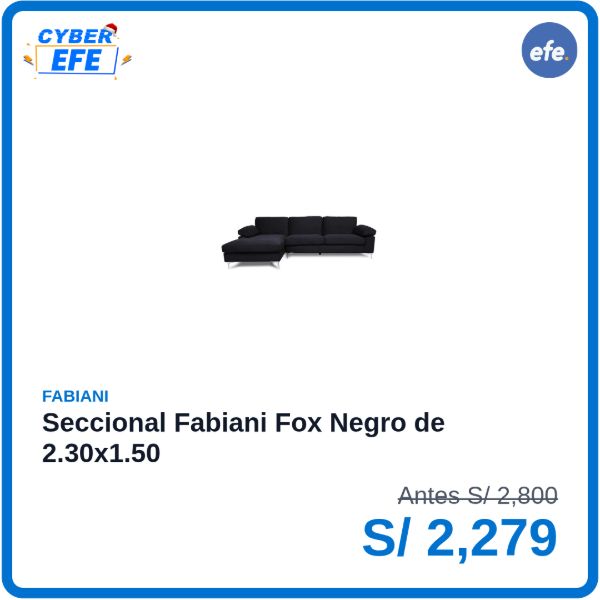 CYBER
EFE
efe.
FABIANI
Seccional Fabiani Fox Negro de
2.30x1.50
Antes S/ 2,800
S/ 2,279